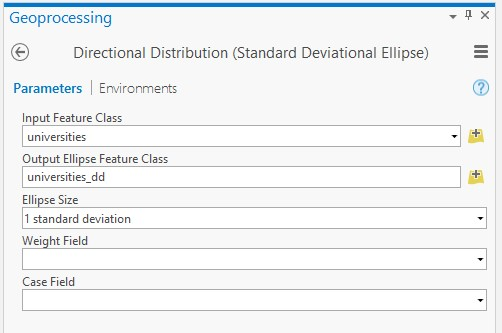 Geoprocessing
Directional Distribution (Standard Deviational Ellipse)
Parameters | Environments
Input Feature Class
universities
Output Ellipse Feature Class
universities_dd
Ellipse Size
1 standard deviation
Weight Field
Case Field